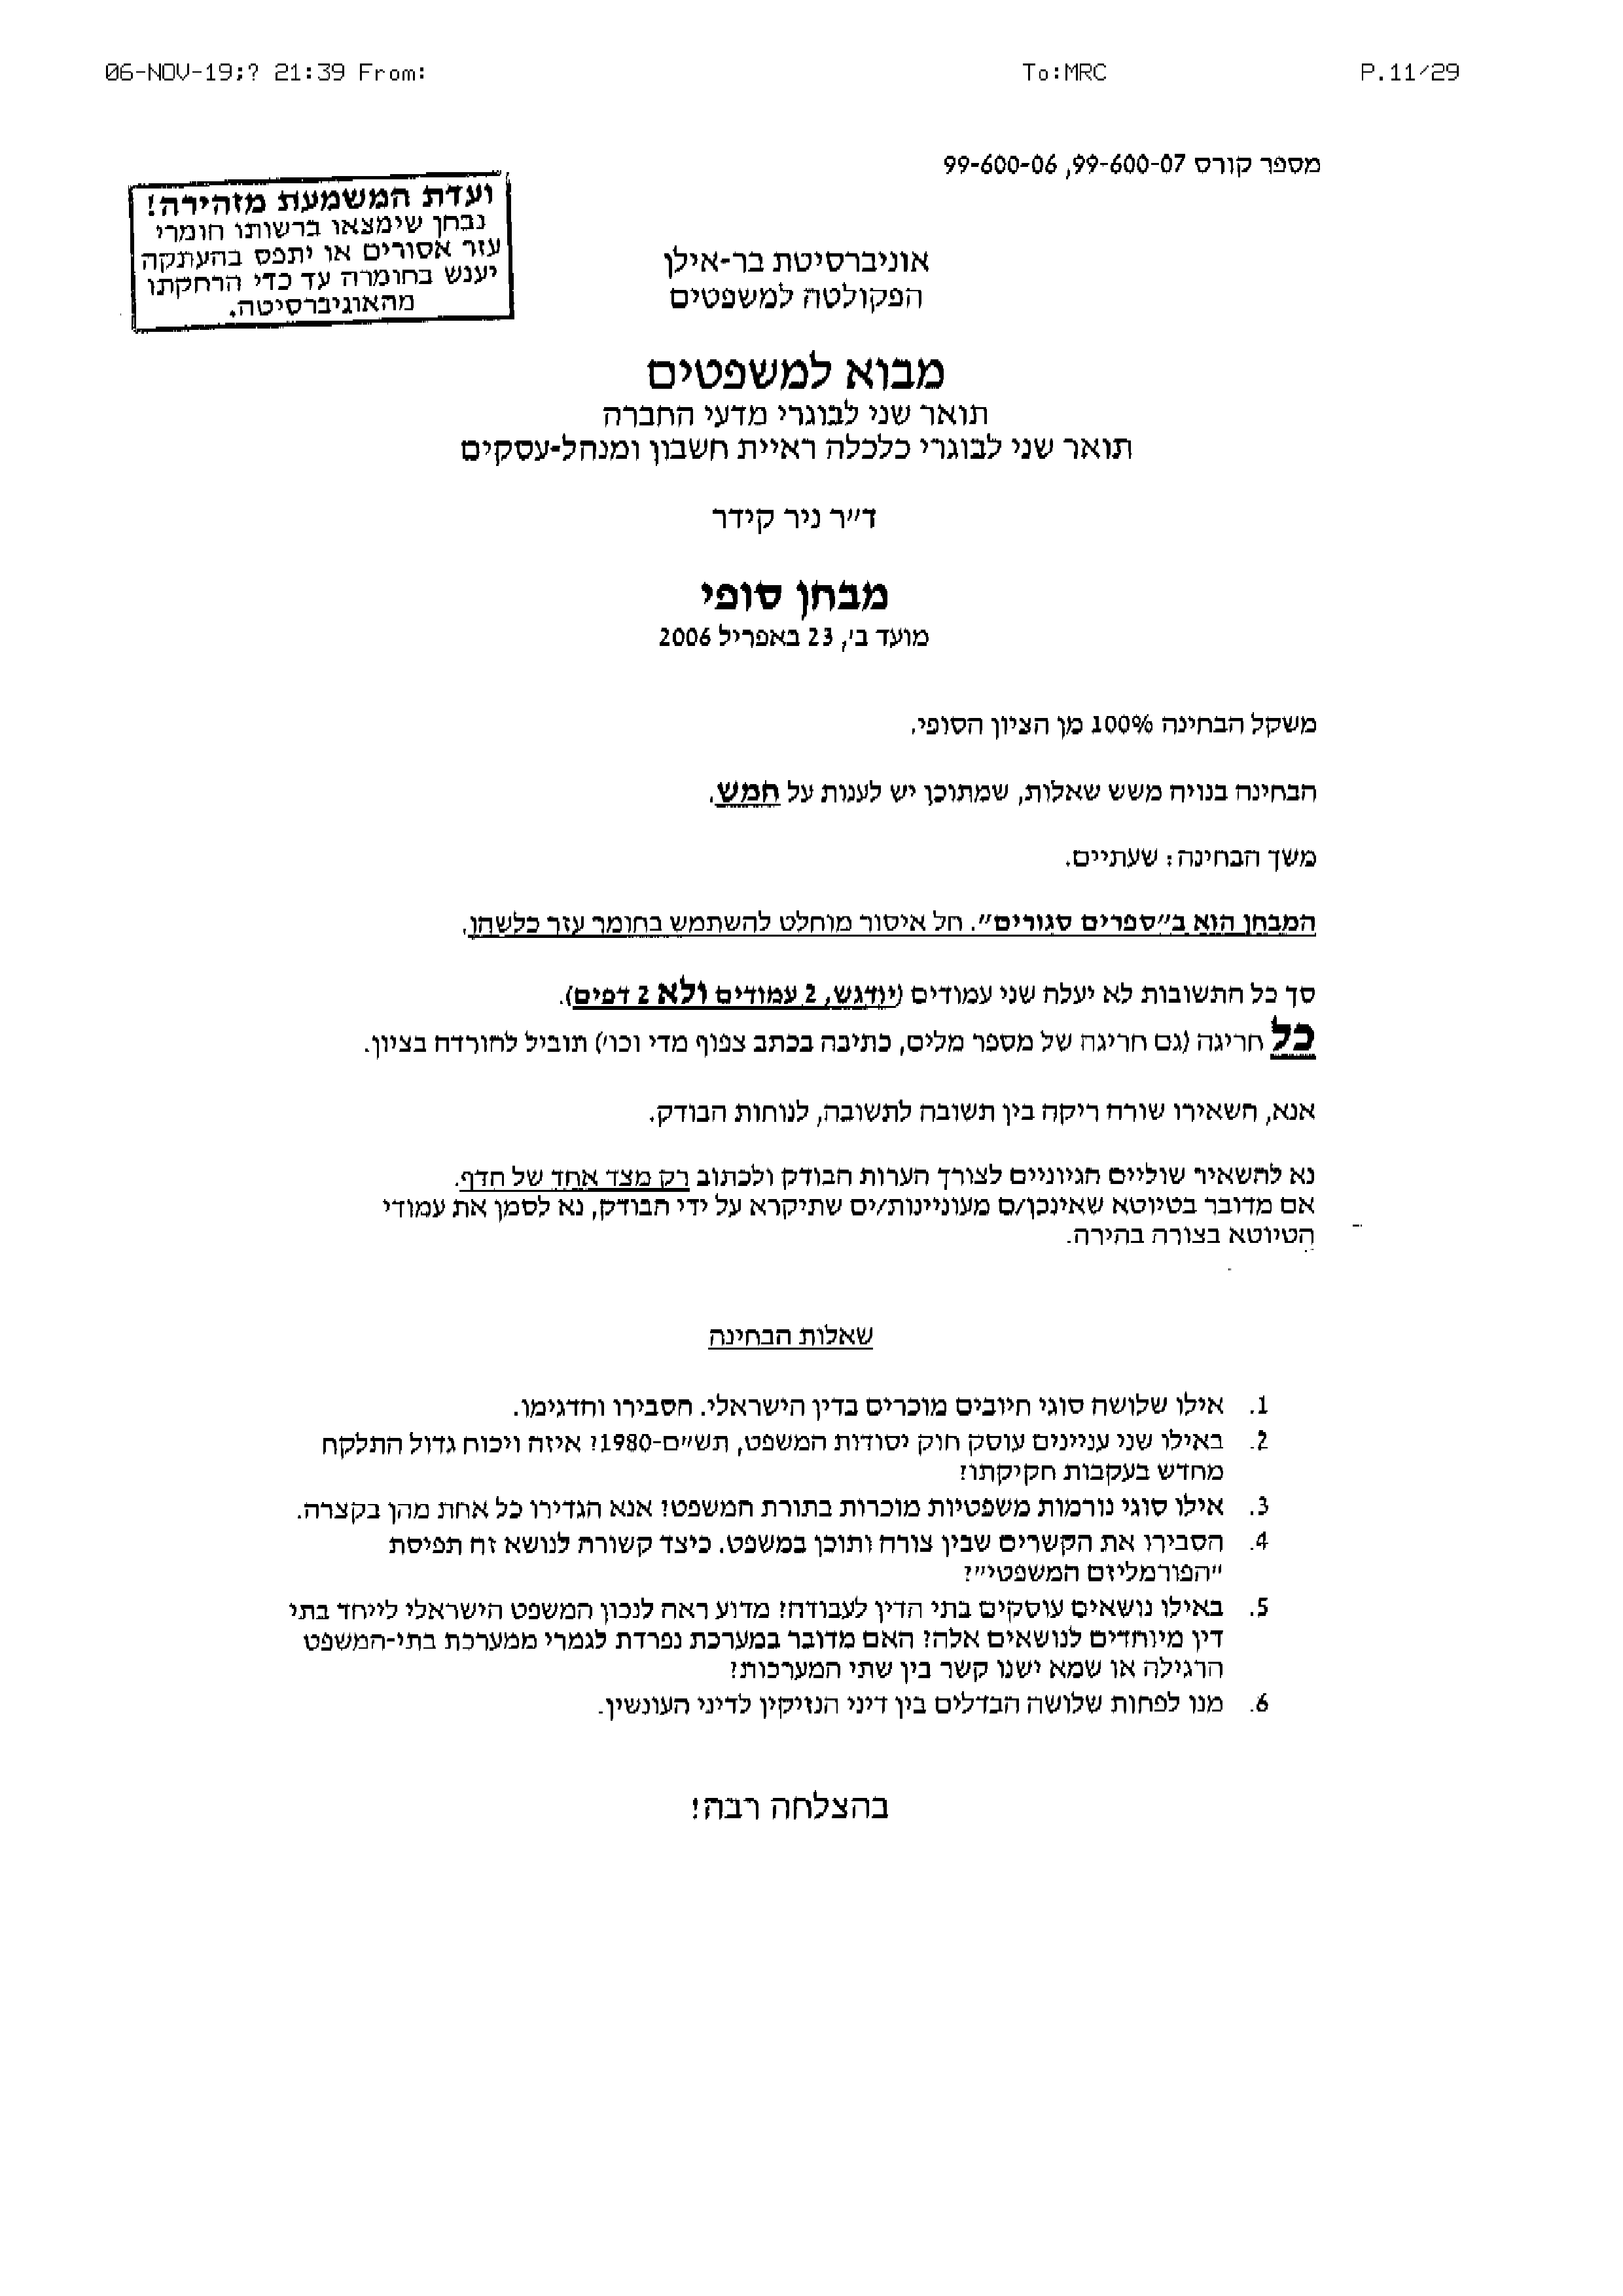 06-NOV-19;? 21:39 From: To:MRC P.11/29
מספר קורס 99-600-07, 99-600-06
ועדת המשמעת מזהירה!
נבחן שימצאו ברשותו חומרי
עזר אסורים או יתפס בהעתקה
יענש בחומרה עד כדי הרחקתו
מהאוניברסיטה.
אוניברסיטת בר-אילן
הפקולטה למשפטים
מבוא למשפטים
תואר שני לבוגרי מדעי החברה
תואר שני לבוגרי כלכלה ראיית חשבון ומנהל-עסקים
ד"ר ניר קידר
מבחן סופי
מועד ב', 23 באפריל 2006
משקל הבחינה 100% מן הציון הסופי.
הבחינה בנויה משש שאלות, שמתוכן יש לענות על חמש.
משך הבחינה: שעתיים.
המבחן הוא ב"ספרים סגורים". חל איסור מוחלט להשתמש בחומר עזר כלשהו.
סך כל התשובות לא יעלה שני עמודים (יודגש, 2 עמודים ולא 2 דפים).
כל חריגה (גם חריגה של מספר מלים, כתיבה בכתב צפוף מדי וכו') תוביל להורדה בציון.
אנא, השאירו שורה ריקה בין תשובה לתשובה, לנוחות הבודק.
נא להשאיר שוליים הגיוניים לצורך הערות הבודק ולכתוב רק מצד אחד של הדף.
אם מדובר בטיוטא שאינכן/ם מעוניינות/ים שתיקרא על ידי הבודק, נא לסמן את עמודי
הטיוטא בצורה בהירה.
שאלות הבחינה
1. אילו שלושה סוגי חיובים מוכרים בדין הישראלי. הסבירו והדגימו.
2. באילו שני עניינים עוסק חוק יסודות המשפט, תש"ם-1980? איזה ויכוח גדול התלקח
מחדש בעקבות חקיקתו?
3. אילו סוגי נורמות משפטיות מוכרות בתורת המשפט? אנא הגדירו כל אחת מהן בקצרה.
4. הסבירו את הקשרים שבין צורה ותוכן במשפט. כיצד קשורה לנושא זה תפיסת
"הפורמליזם המשפטי"?
5. באילו נושאים עוסקים בתי הדין לעבודה? מדוע ראה לנכון המשפט הישראלי לייחד בתי
דין מיוחדים לנושאים אלה? האם מדובר במערכת נפרדת לגמרי ממערכת בתי-המשפט
הרגילה או שמא ישנו קשר בין שתי המערכות?
6. מנו לפחות שלושה הבדלים בין דיני הנזיקין לדיני העונשין.
בהצלחה רבה!